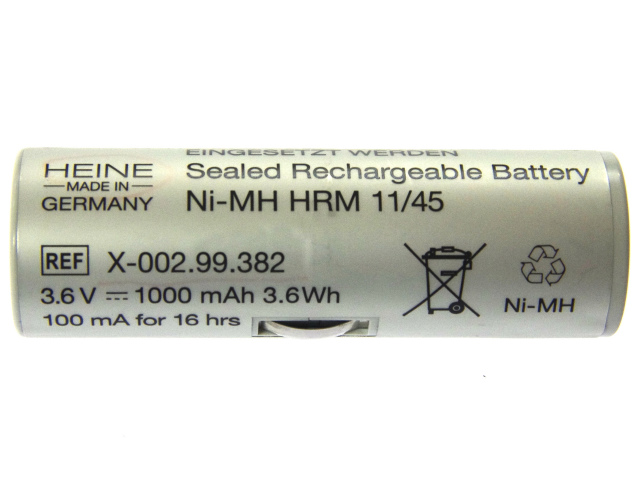 EINGESETZT WERDEN
HEINE
MADE IN
GERMANY
Sealed Rechargeable Battery
Ni-MH HRM 11/45
REF X-002.99.382
3.6 V ⎓ 1000 mAh 3.6Wh
100 mA for 16 hrs
Ni-MH